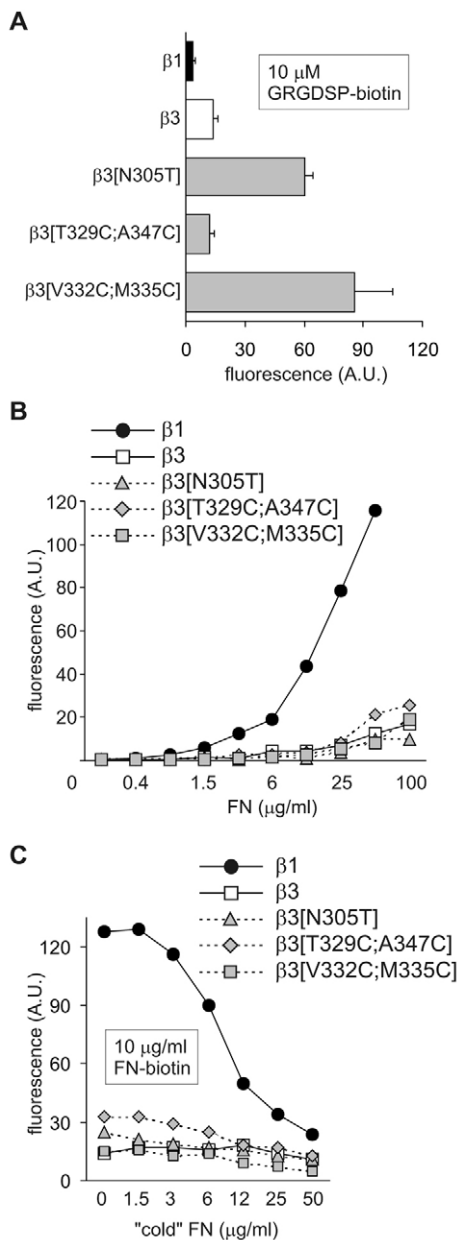 A
β1
10 μM
GRGDSP-biotin
β3
β3[N305T]
β3[T329C;A347C]
β3[V332C;M335C]
0 30 60 90 120
fluorescence (A.U.)
B
β1
β3
β3[N305T]
β3[T329C;A347C]
β3[V332C;M335C]
120
100
80
60
40
20
0 0.4 1.5 6 25 100
fluorescence (A.U.)
FN (μg/ml)
C
β1
β3
β3[N305T]
β3[T329C;A347C]
β3[V332C;M335C]
120
90
60
30
0
fluorescence (A.U.)
10 μg/ml
FN-biotin
0 1.5 3 6 12 25 50
"cold" FN (μg/ml)